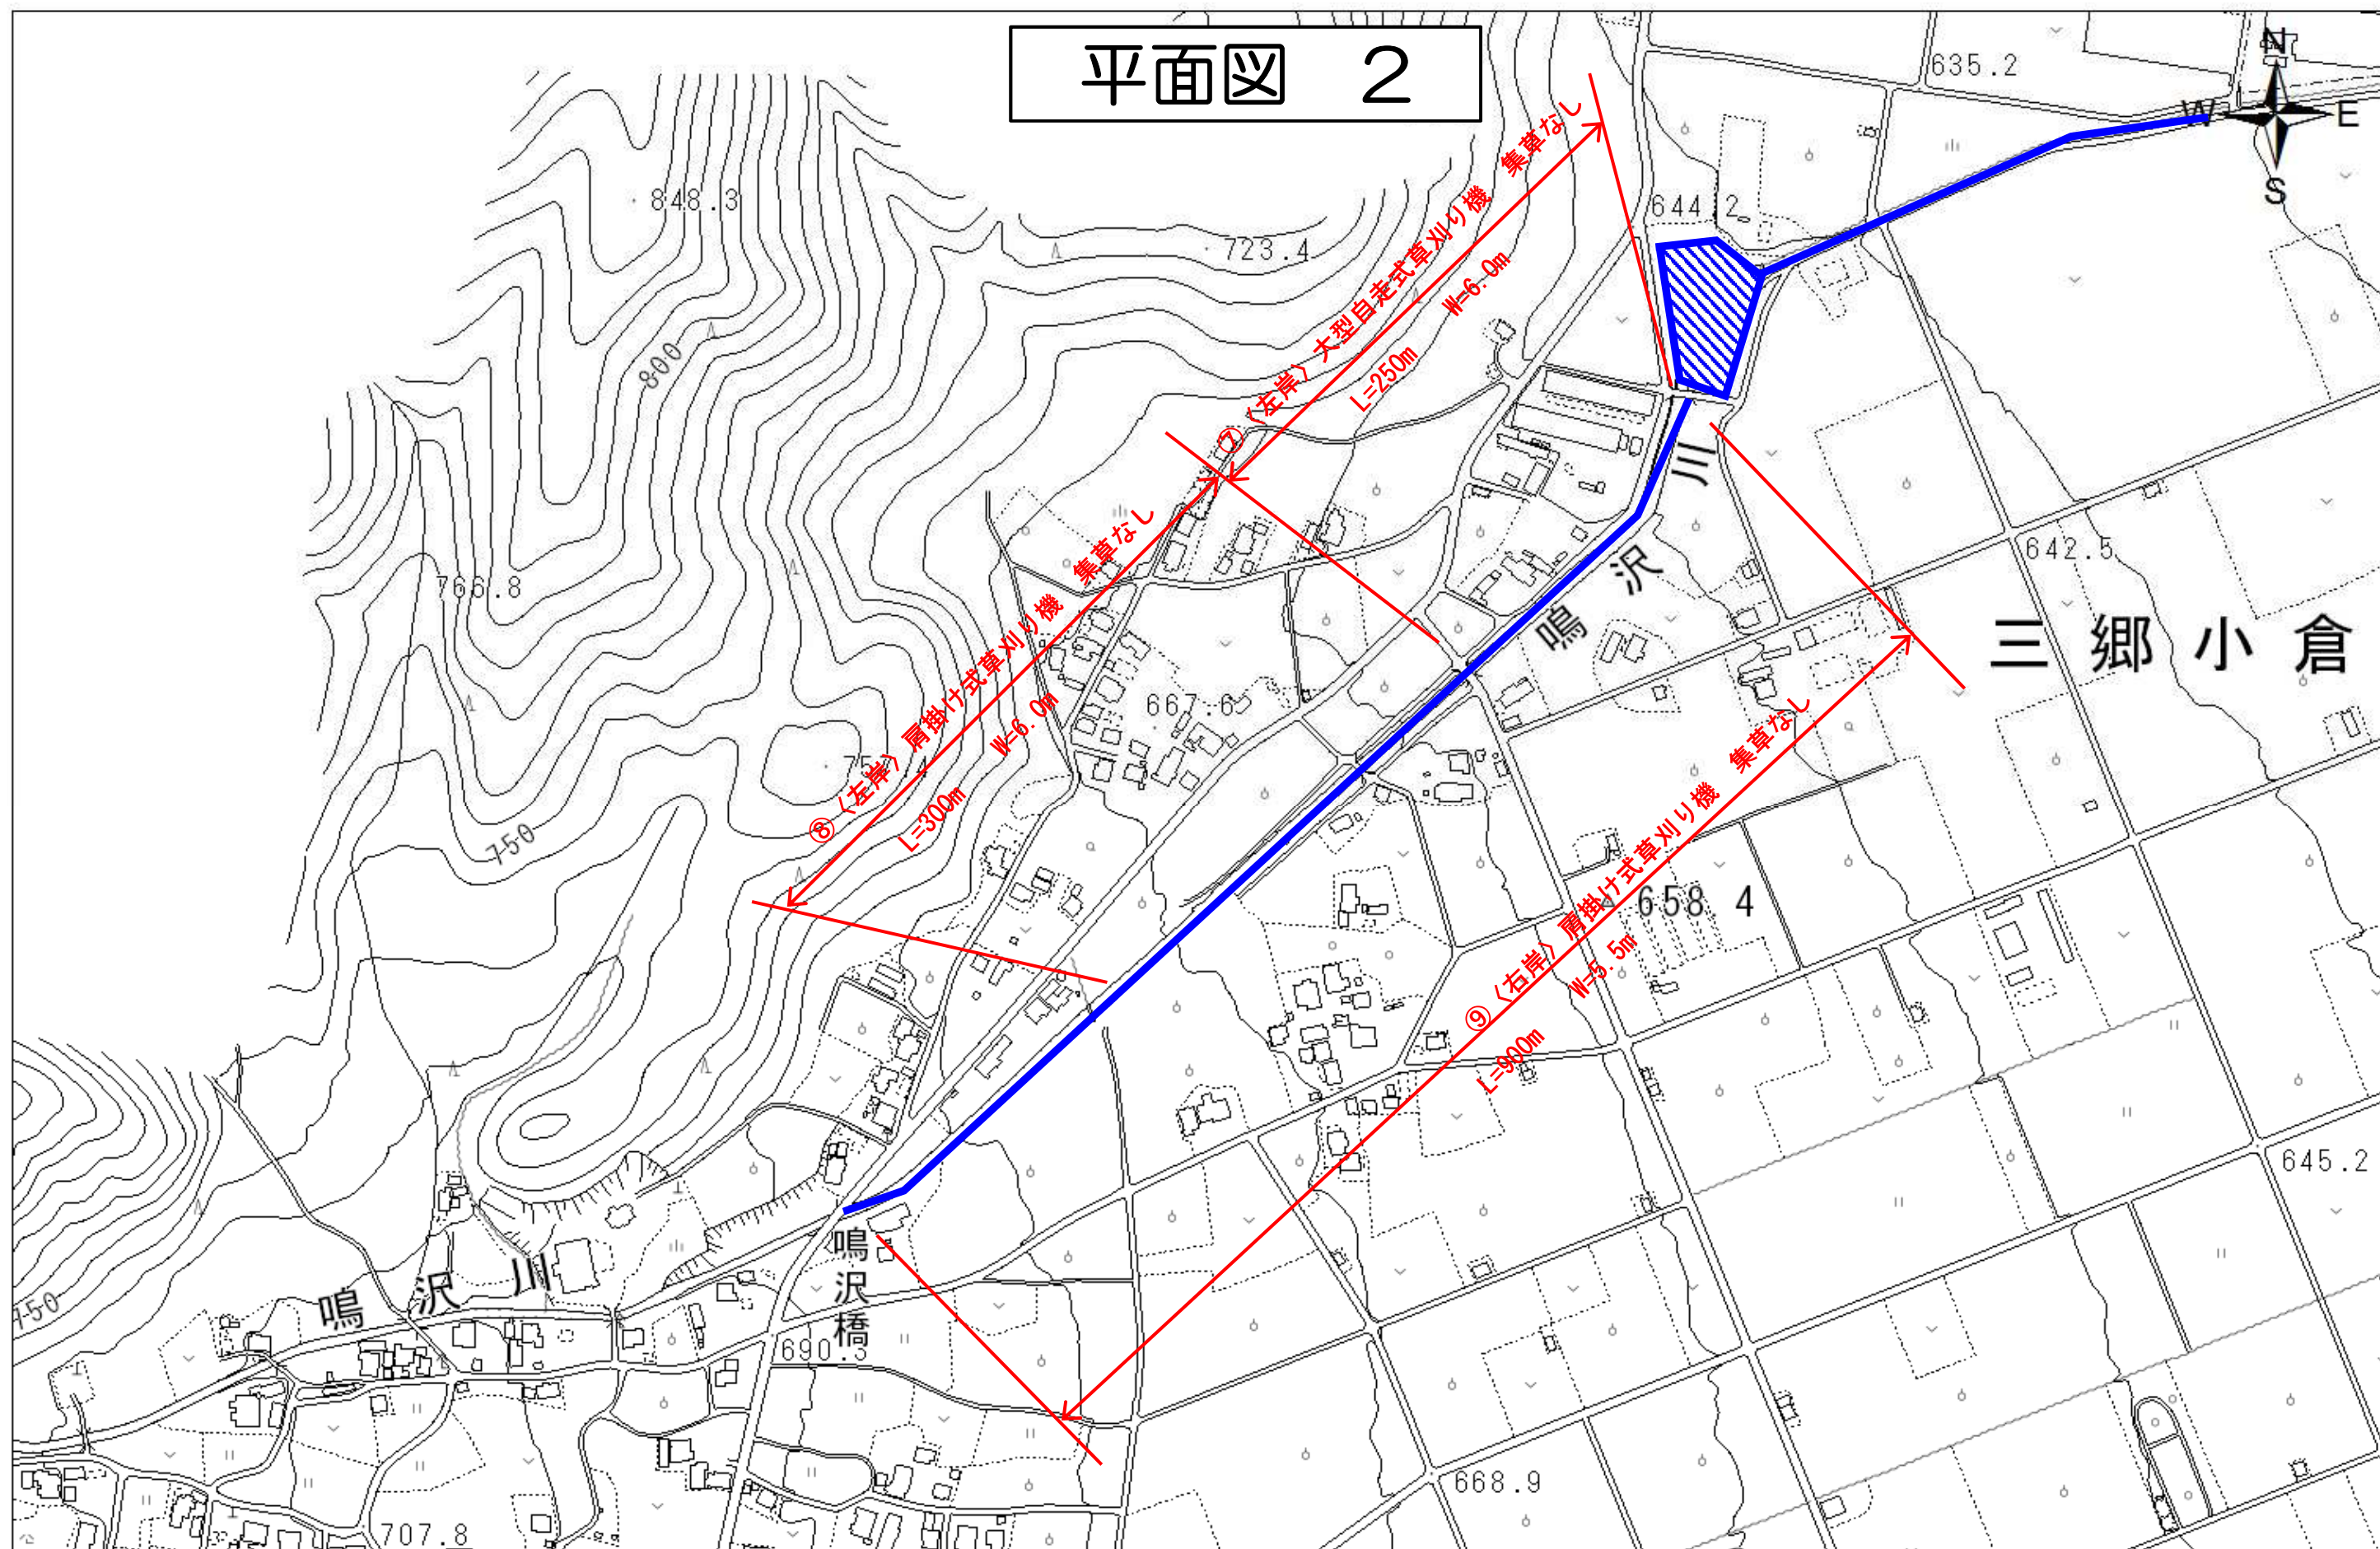 平面図 2
N
W
E
S
635.2
848.3
644.2
723.4
800
⑦〈左岸〉大型自走式草刈り機 集草なし
W=6.0m
L=250m
川
沢
鳴
642.5
766.8
三郷小倉
⑧〈左岸〉肩掛け式草刈り機 集草なし
W=6.0m
L=300m
667.6
750
658 4
⑨〈右岸〉肩掛け式草刈り機 集草なし
W=5.5m
L=900m
645.2
鳴沢橋
鳴沢川
750
690.3
668.9
707.8